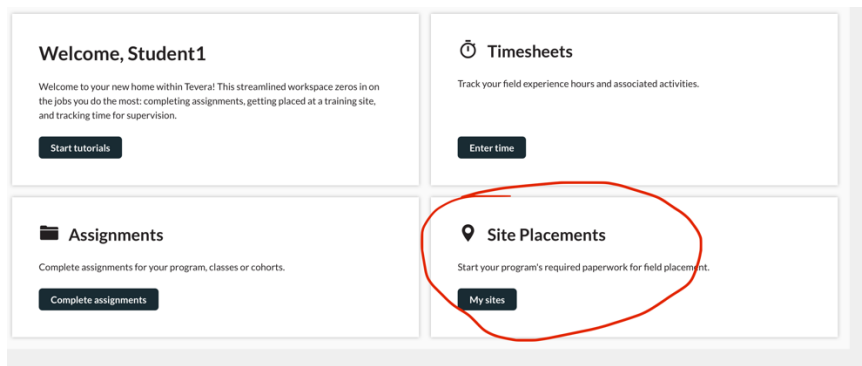 Welcome, Student1
Welcome to your new home within Tevera! This streamlined workspace zeros in on
the jobs you do the most: completing assignments, getting placed at a training site,
and tracking time for supervision.
Start tutorials
Timesheets
Track your field experience hours and associated activities.
Enter time
Assignments
Complete assignments for your program, classes or cohorts.
Complete assignments
Site Placements
Start your program's required paperwork for field placement.
My sites